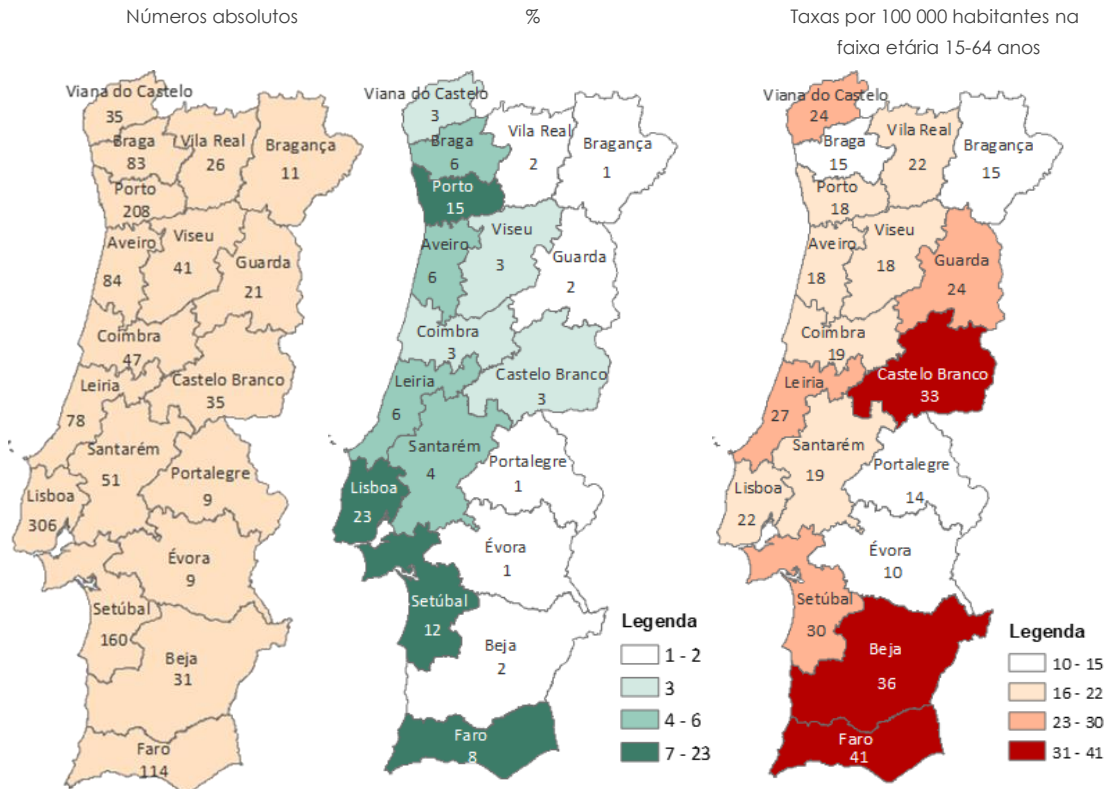 Números absolutos
Viana do Castelo
35
Braga
83
Vila Real
26
Bragança
11
Porto
208
Aveiro
84
Viseu
41
Guarda
21
Coimbra
47
Leiria
78
Castelo Branco
35
Santarém
51
Portalegre
9
Lisboa
306
Évora
9
Setúbal
160
Beja
31
Faro
114
%
Viana do Castelo
3
Braga
6
Vila Real
2
Bragança
1
Porto
15
Aveiro
6
Viseu
3
Guarda
2
Coimbra
3
Leiria
6
Castelo Branco
3
Santarém
4
Portalegre
1
Lisboa
23
Évora
1
Setúbal
12
Beja
2
Faro
8
Legenda
1 - 2
3
4 - 6
7 - 23
Taxas por 100 000 habitantes na
faixa etária 15-64 anos
Viana do Castelo
24
Braga
15
Vila Real
22
Bragança
15
Porto
18
Aveiro
18
Viseu
18
Guarda
24
Coimbra
19
Leiria
27
Castelo Branco
33
Santarém
19
Portalegre
14
Lisboa
22
Évora
10
Setúbal
30
Beja
36
Faro
41
Legenda
10 - 15
16 - 22
23 - 30
31 - 41